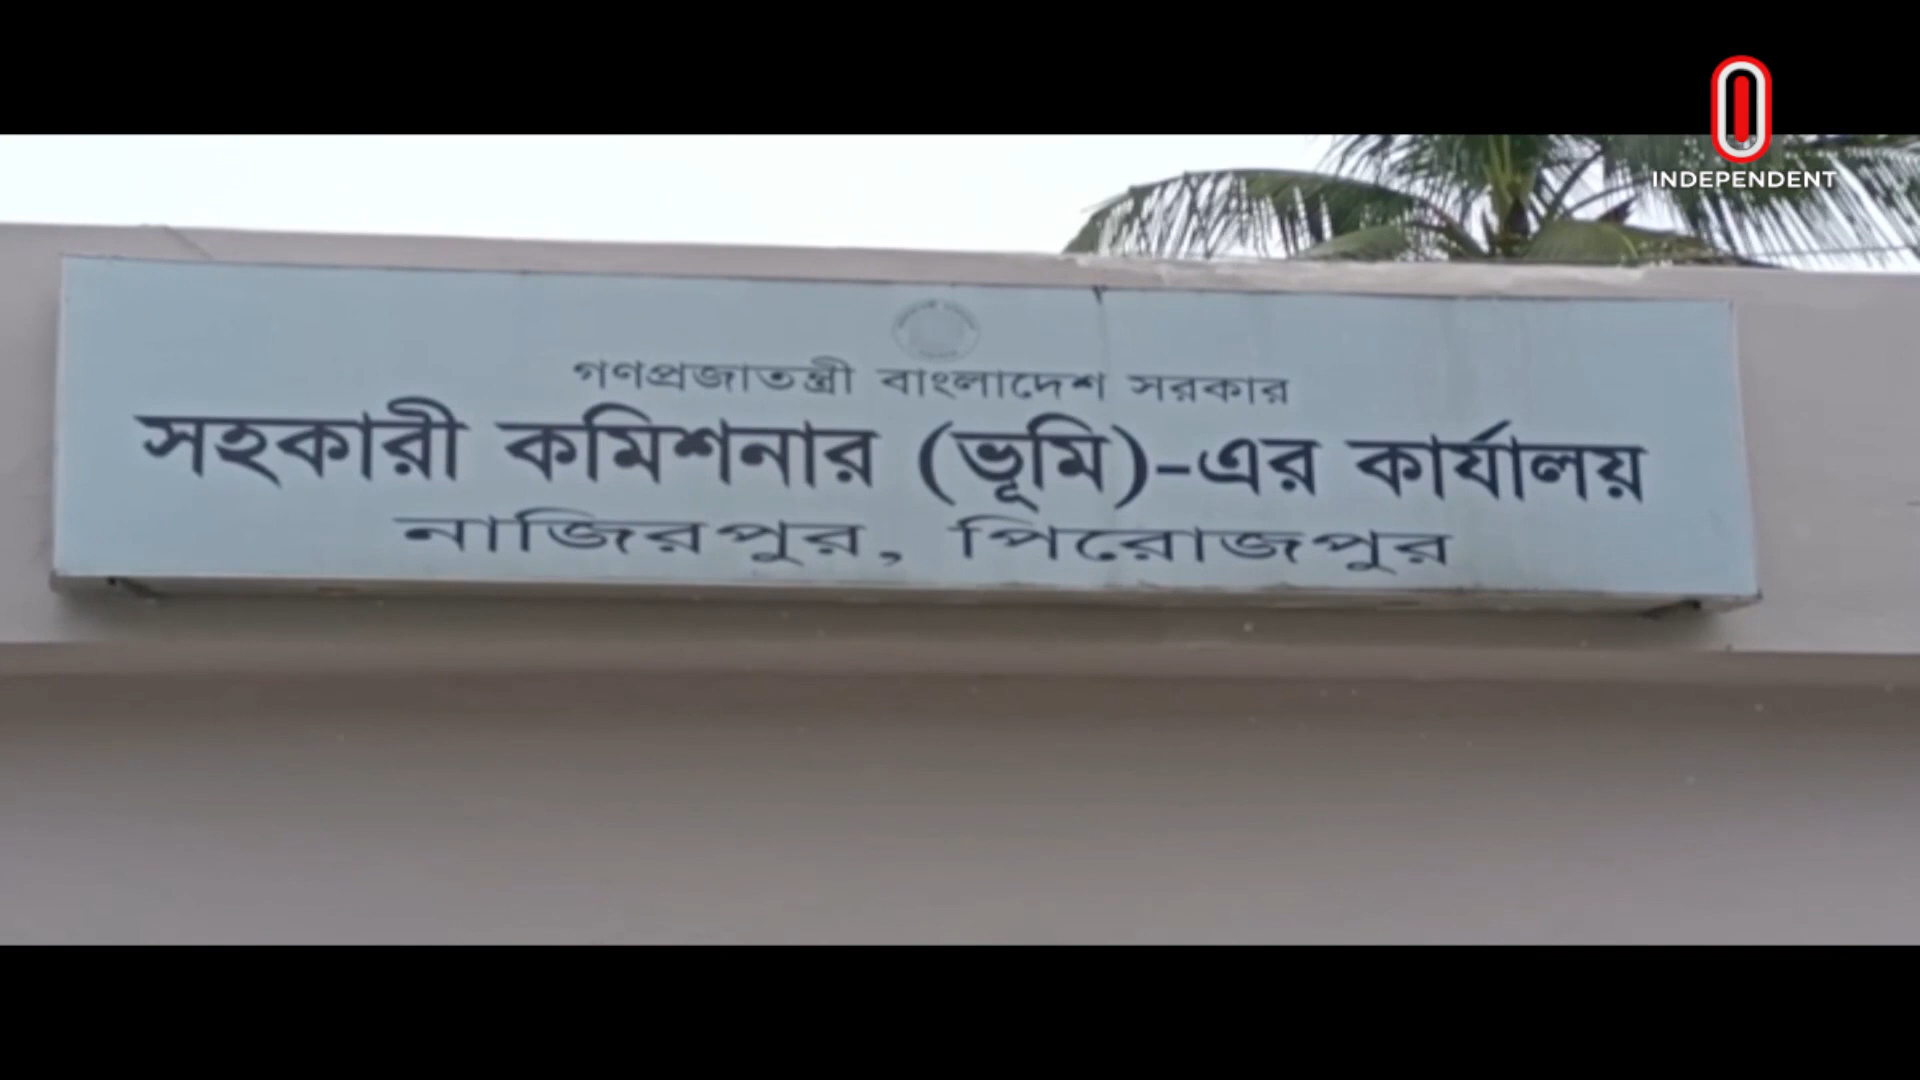 INDEPENDENT
গণপ্রজাতন্ত্রী বাংলাদেশ সরকার
সহকারী কমিশনার (ভূমি)-এর কার্যালয়
নাজিরপুর, পিরোজপুর